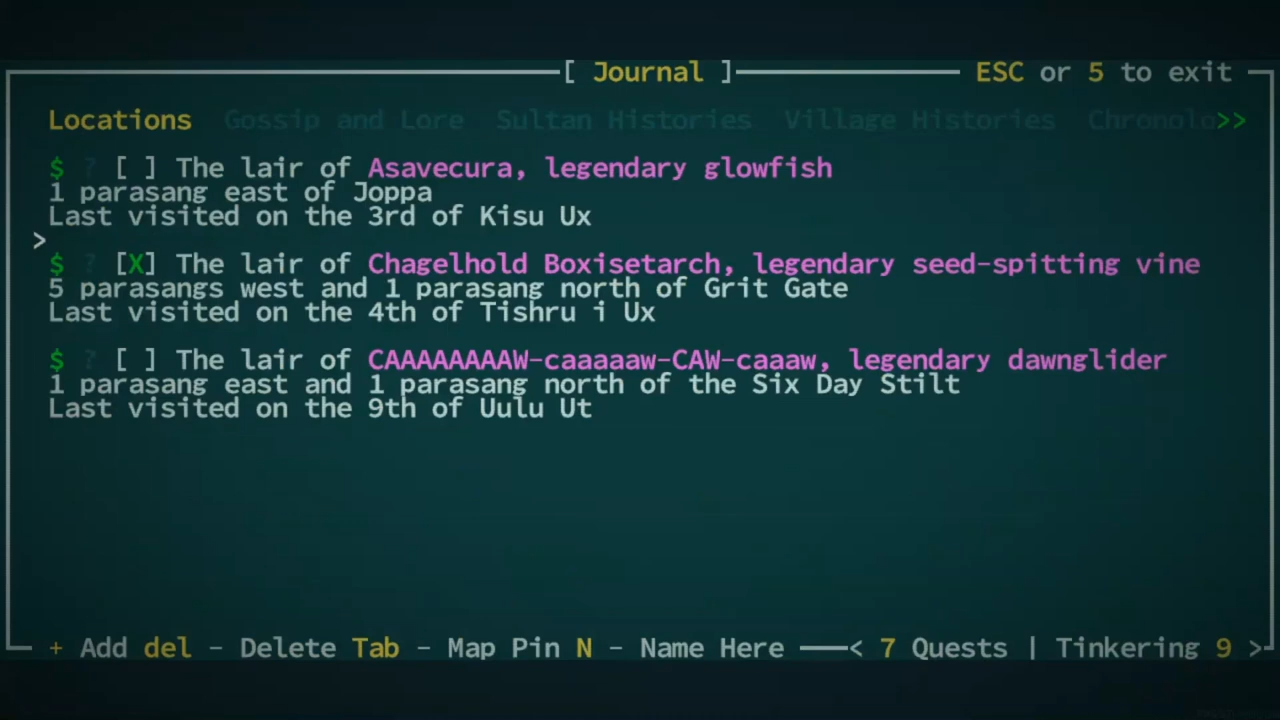 [ Journal ] ESC or 5 to exit
Locations Gossip and Lore Sultan Histories Village Histories Chronolo>>
$ ? [ ] The lair of Asavecura, legendary glowfish
1 parasang east of Joppa
Last visited on the 3rd of Kisu Ux
>
$ ? [X] The lair of Chagelhold Boxisetarch, legendary seed-spitting vine
5 parasangs west and 1 parasang north of Grit Gate
Last visited on the 4th of Tishru i Ux
$ ? [ ] The lair of CAAAAAAAAW-caaaaaw-CAW-caaaw, legendary dawnglider
1 parasang east and 1 parasang north of the Six Day Stilt
Last visited on the 9th of Uulu Ut
+ Add del - Delete Tab - Map Pin N - Name Here < 7 Quests | Tinkering 9 >